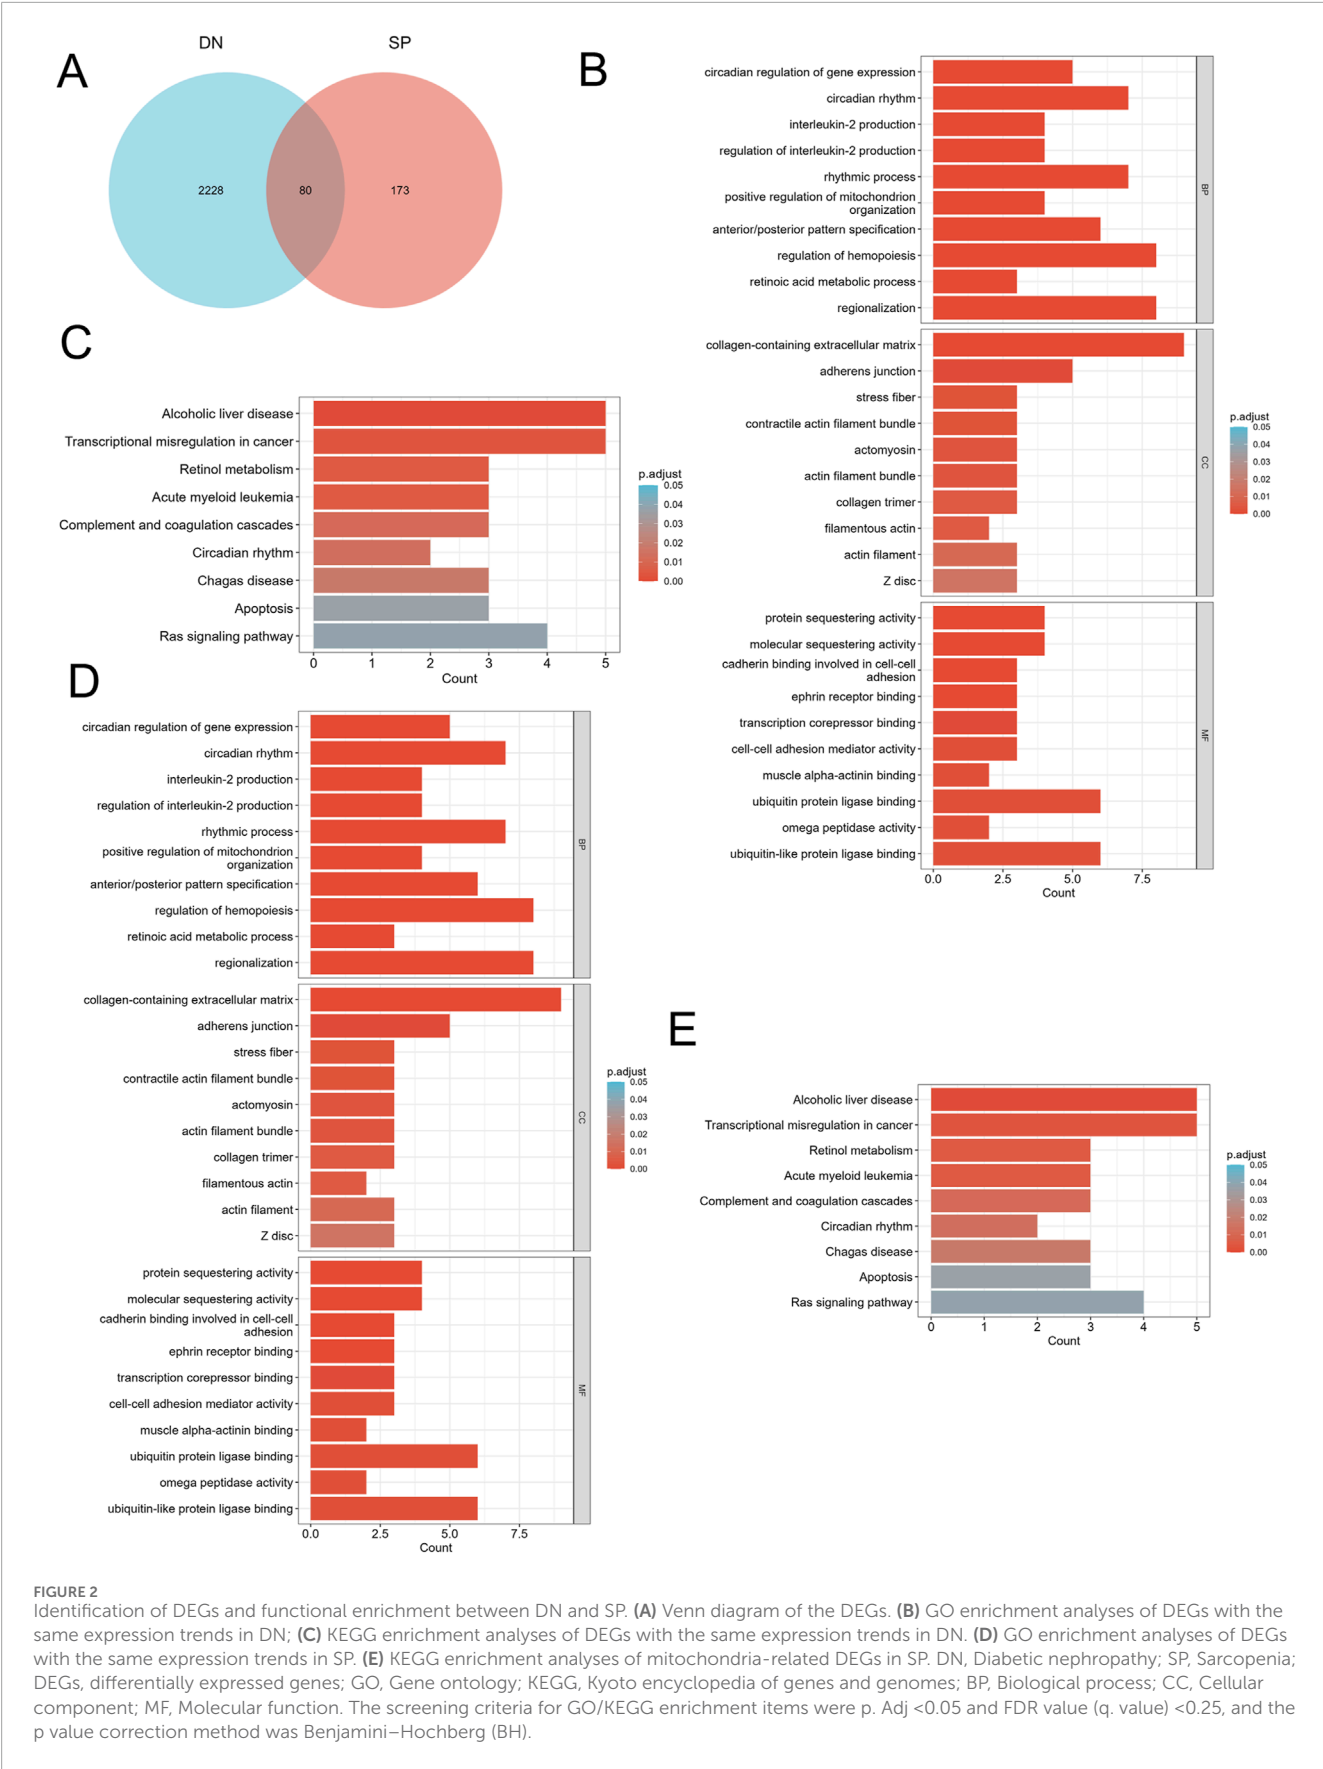 A
DN
SP
2228
80
173
B
circadian regulation of gene expression
circadian rhythm
interleukin-2 production
regulation of interleukin-2 production
rhythmic process
positive regulation of mitochondrion
organization
anterior/posterior pattern specification
regulation of hemopoiesis
retinoic acid metabolic process
regionalization
BP
collagen-containing extracellular matrix
adherens junction
stress fiber
contractile actin filament bundle
actomyosin
actin filament bundle
collagen trimer
filamentous actin
actin filament
Z disc
CC
protein sequestering activity
molecular sequestering activity
cadherin binding involved in cell-cell
adhesion
ephrin receptor binding
transcription corepressor binding
cell-cell adhesion mediator activity
muscle alpha-actinin binding
ubiquitin protein ligase binding
omega peptidase activity
ubiquitin-like protein ligase binding
MF
0.0 2.5 5.0 7.5
Count
p.adjust
0.05
0.04
0.03
0.02
0.01
0.00
C
Alcoholic liver disease
Transcriptional misregulation in cancer
Retinol metabolism
Acute myeloid leukemia
Complement and coagulation cascades
Circadian rhythm
Chagas disease
Apoptosis
Ras signaling pathway
0 1 2 3 4 5
Count
p.adjust
0.05
0.04
0.03
0.02
0.01
0.00
D
circadian regulation of gene expression
circadian rhythm
interleukin-2 production
regulation of interleukin-2 production
rhythmic process
positive regulation of mitochondrion
organization
anterior/posterior pattern specification
regulation of hemopoiesis
retinoic acid metabolic process
regionalization
BP
collagen-containing extracellular matrix
adherens junction
stress fiber
contractile actin filament bundle
actomyosin
actin filament bundle
collagen trimer
filamentous actin
actin filament
Z disc
CC
protein sequestering activity
molecular sequestering activity
cadherin binding involved in cell-cell
adhesion
ephrin receptor binding
transcription corepressor binding
cell-cell adhesion mediator activity
muscle alpha-actinin binding
ubiquitin protein ligase binding
omega peptidase activity
ubiquitin-like protein ligase binding
MF
0.0 2.5 5.0 7.5
Count
p.adjust
0.05
0.04
0.03
0.02
0.01
0.00
E
Alcoholic liver disease
Transcriptional misregulation in cancer
Retinol metabolism
Acute myeloid leukemia
Complement and coagulation cascades
Circadian rhythm
Chagas disease
Apoptosis
Ras signaling pathway
0 1 2 3 4 5
Count
p.adjust
0.05
0.04
0.03
0.02
0.01
0.00
FIGURE 2
Identification of DEGs and functional enrichment between DN and SP. (A) Venn diagram of the DEGs. (B) GO enrichment analyses of DEGs with the
same expression trends in DN; (C) KEGG enrichment analyses of DEGs with the same expression trends in DN. (D) GO enrichment analyses of DEGs
with the same expression trends in SP. (E) KEGG enrichment analyses of mitochondria-related DEGs in SP. DN, Diabetic nephropathy; SP, Sarcopenia;
DEGs, differentially expressed genes; GO, Gene ontology; KEGG, Kyoto encyclopedia of genes and genomes; BP, Biological process; CC, Cellular
component; MF, Molecular function. The screening criteria for GO/KEGG enrichment items were p. Adj <0.05 and FDR value (q. value) <0.25, and the
p value correction method was Benjamini–Hochberg (BH).